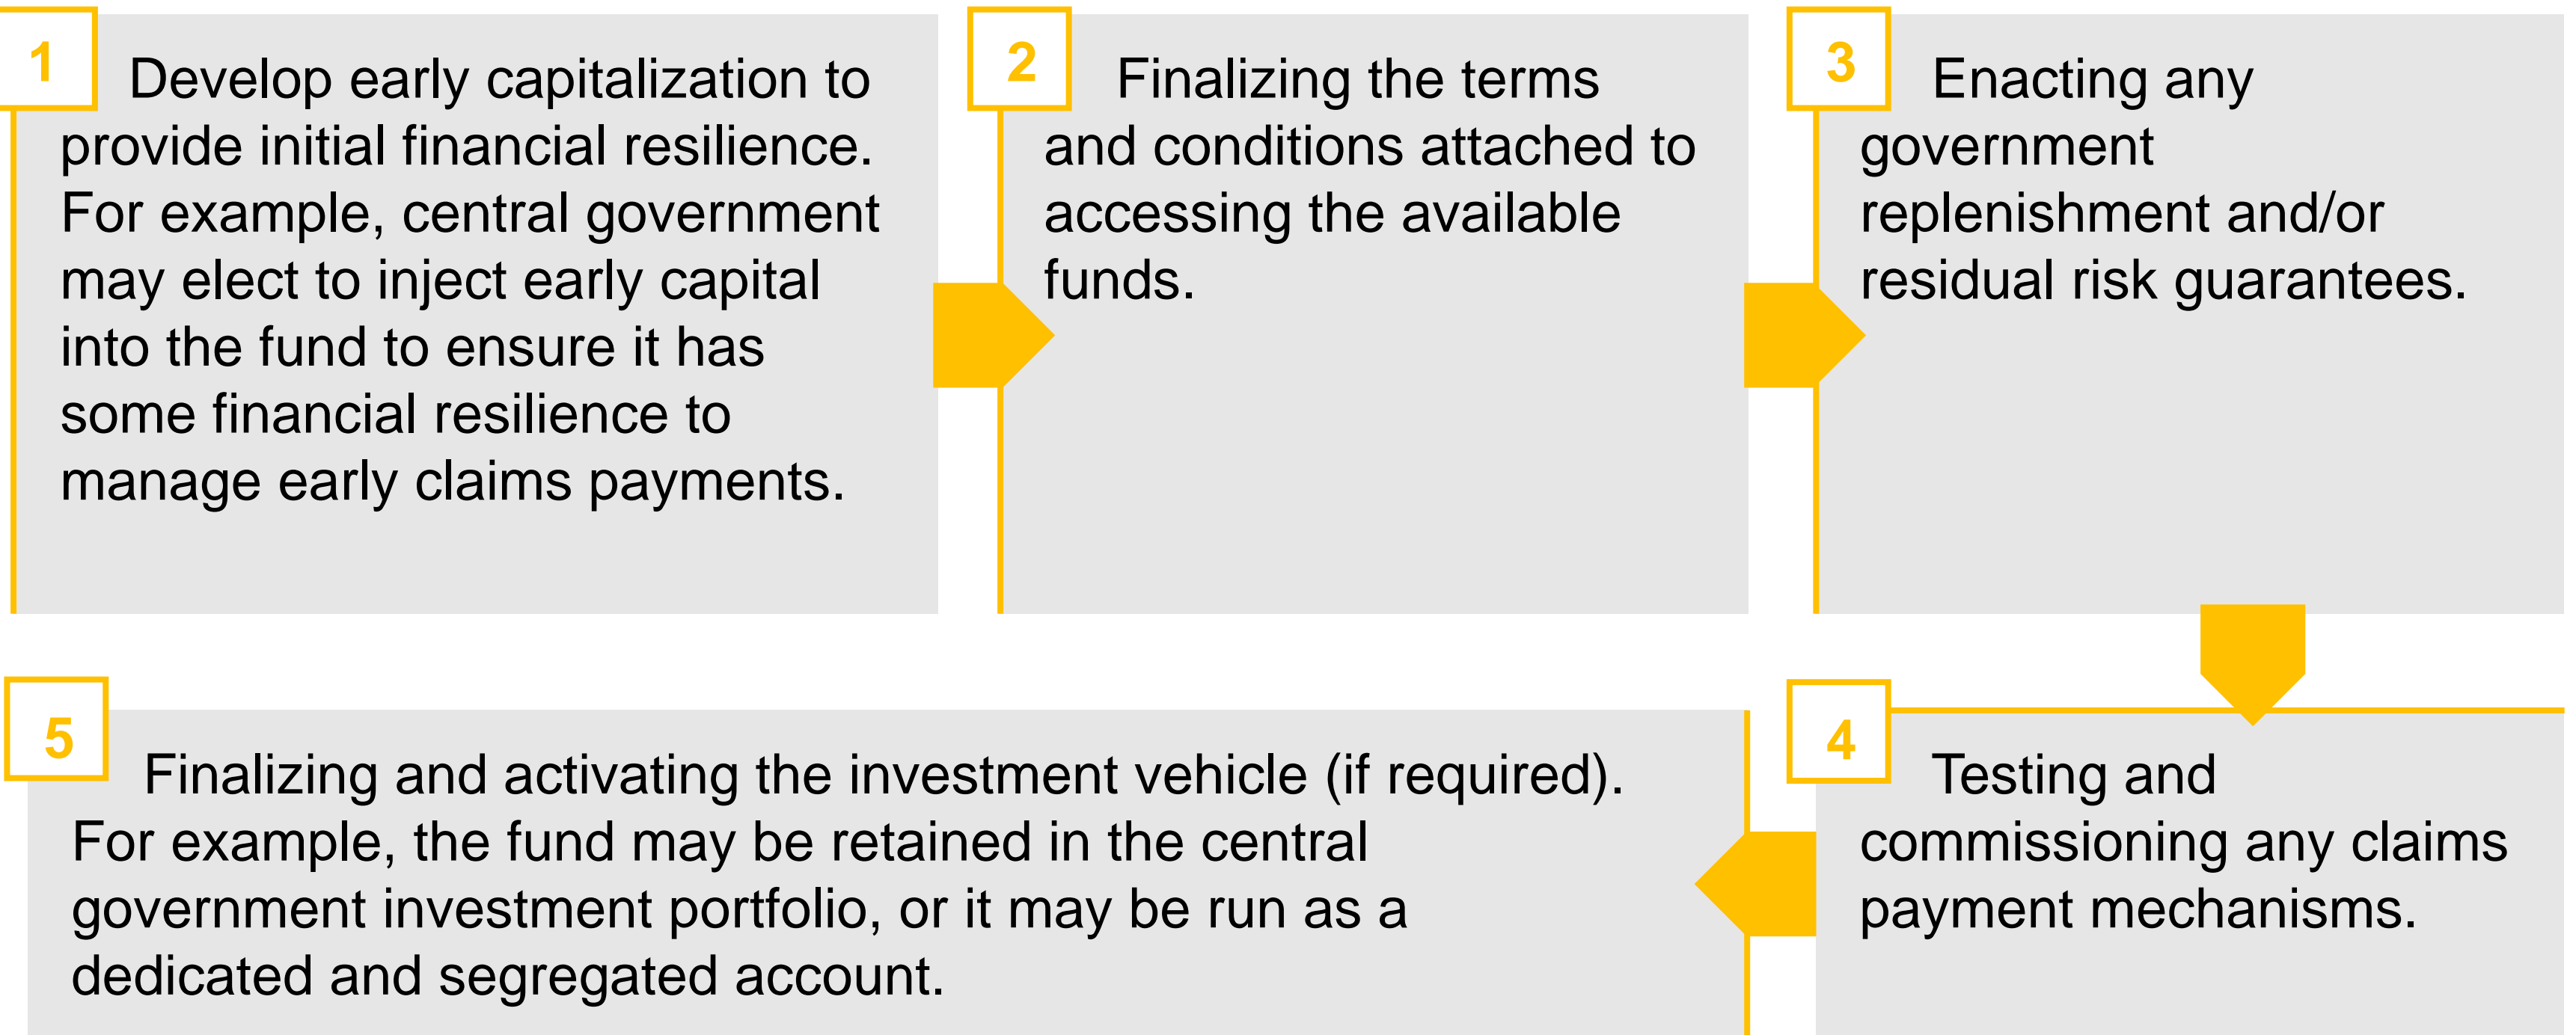 1
Develop early capitalization to
provide initial financial resilience.
For example, central government
may elect to inject early capital
into the fund to ensure it has
some financial resilience to
manage early claims payments.
2
Finalizing the terms
and conditions attached to
accessing the available
funds.
3
Enacting any
government
replenishment and/or
residual risk guarantees.
4
Testing and
commissioning any claims
payment mechanisms.
5
Finalizing and activating the investment vehicle (if required).
For example, the fund may be retained in the central
government investment portfolio, or it may be run as a
dedicated and segregated account.